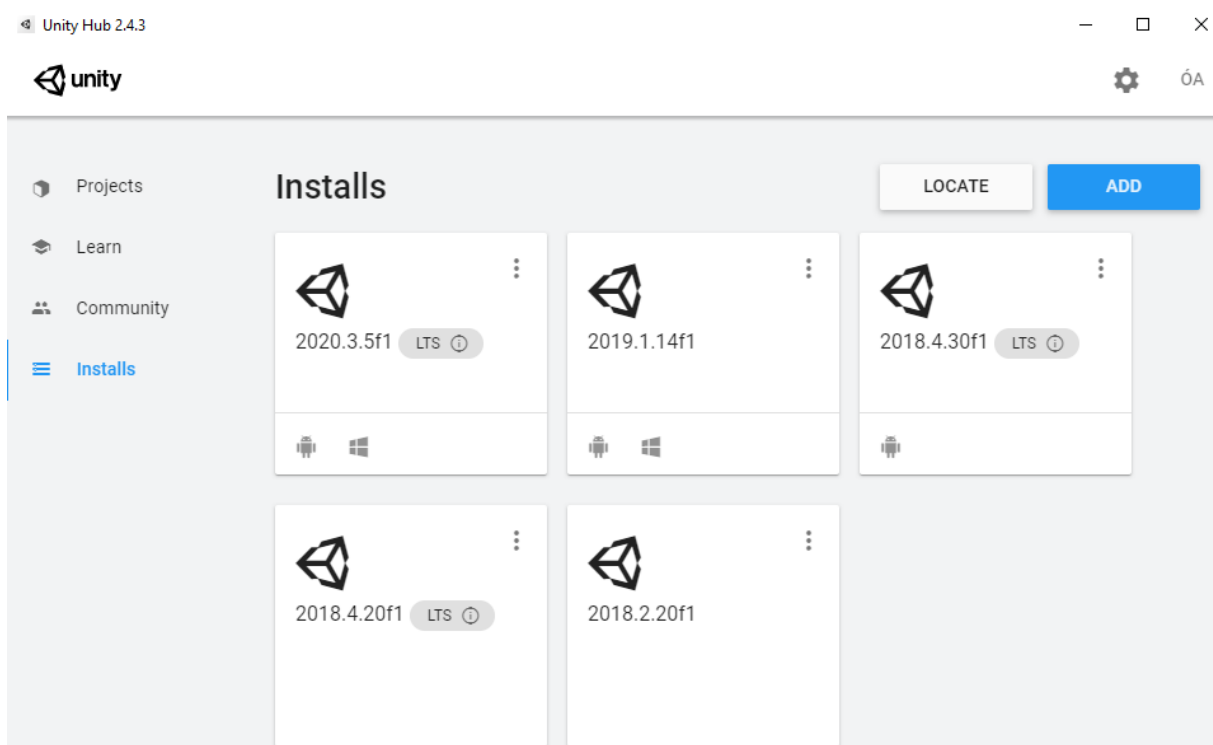 Unity Hub 2.4.3
unity
ÓA
Projects
Learn
Community
Installs
Installs
LOCATE
ADD
2020.3.5f1 LTS
2019.1.14f1
2018.4.30f1 LTS
2018.4.20f1 LTS
2018.2.20f1